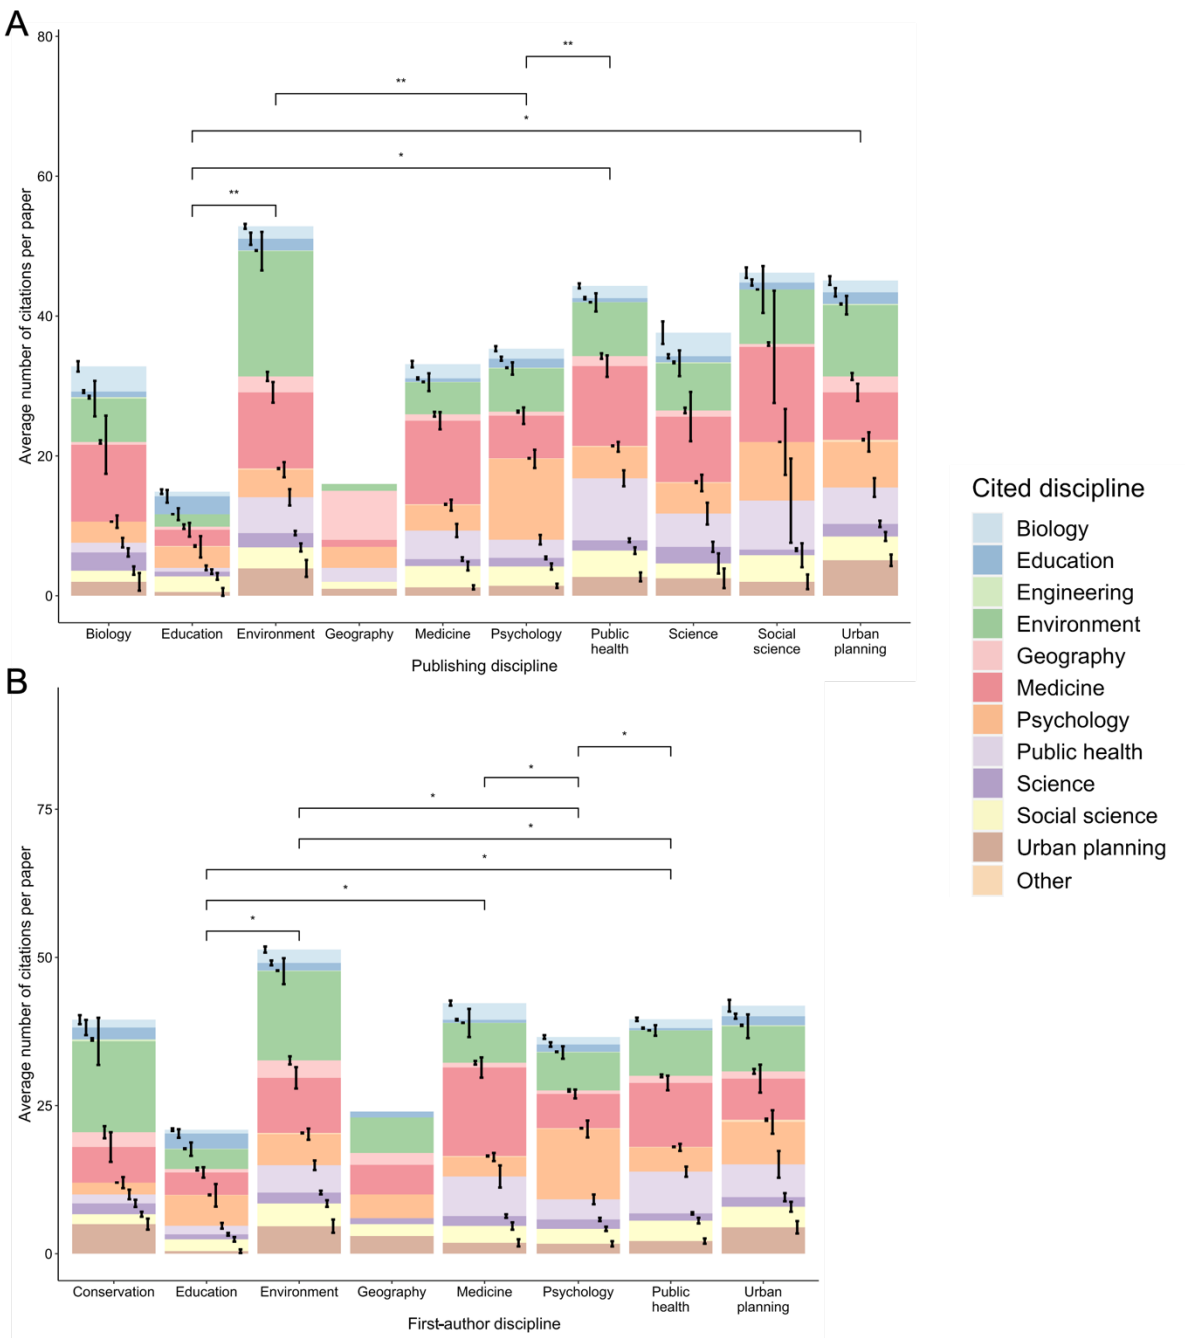 A
80
60
40
20
0
Average number of citations per paper
**
**
*
*
**
Biology
Education
Environment
Geography
Medicine
Psychology
Public
health
Science
Social
science
Urban
planning
Publishing discipline
Cited discipline
Biology
Education
Engineering
Environment
Geography
Medicine
Psychology
Public health
Science
Social science
Urban planning
Other
B
75
50
25
0
Average number of citations per paper
*
*
*
*
*
*
*
Conservation
Education
Environment
Geography
Medicine
Psychology
Public
health
Urban
planning
First-author discipline